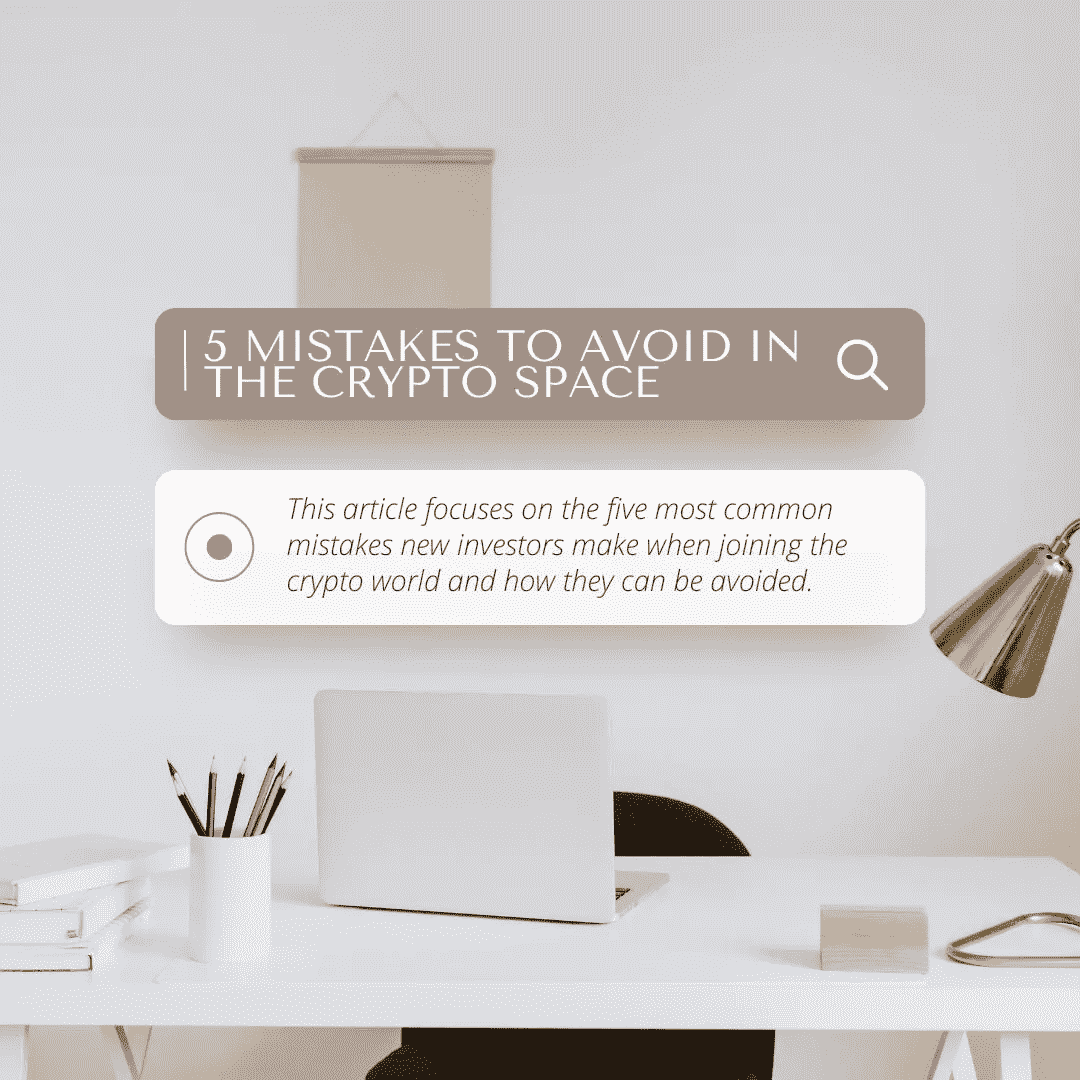 5 MISTAKES TO AVOID IN
THE CRYPTO SPACE
This article focuses on the five most common
mistakes new investors make when joining the
crypto world and how they can be avoided.